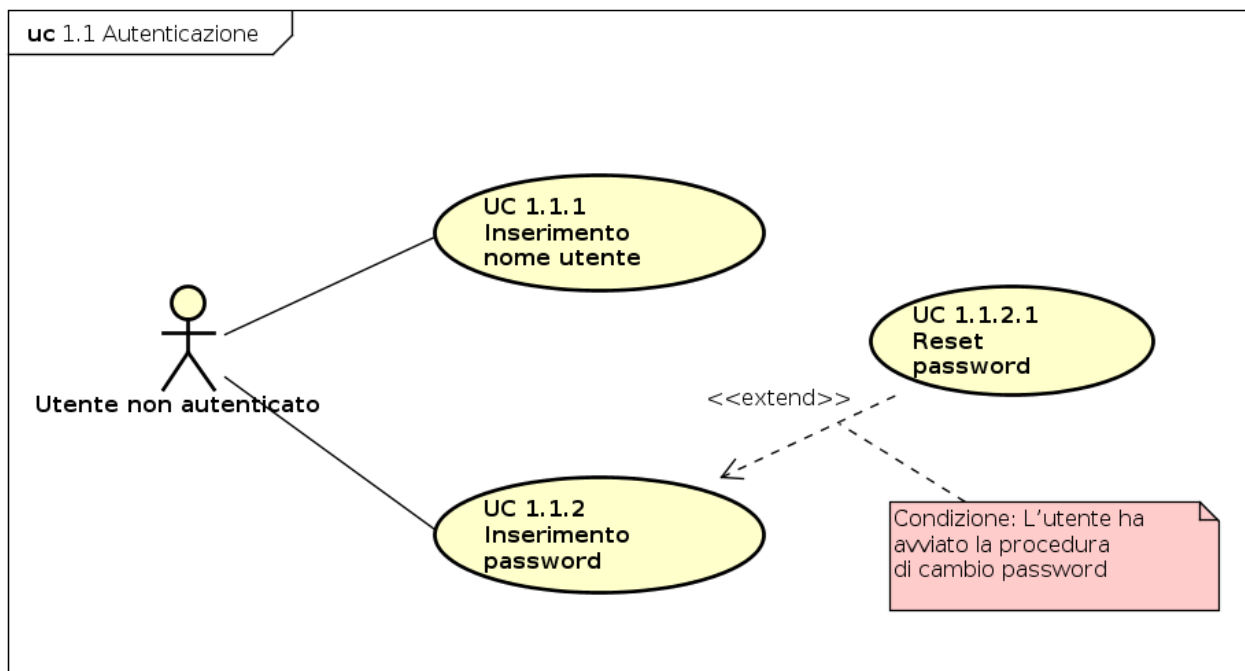 uc 1.1 Autenticazione
UC 1.1.1
Inserimento
nome utente
UC 1.1.2.1
Reset
password
Utente non autenticato
<<extend>>
UC 1.1.2
Inserimento
password
Condizione: L'utente ha
avviato la procedura
di cambio password